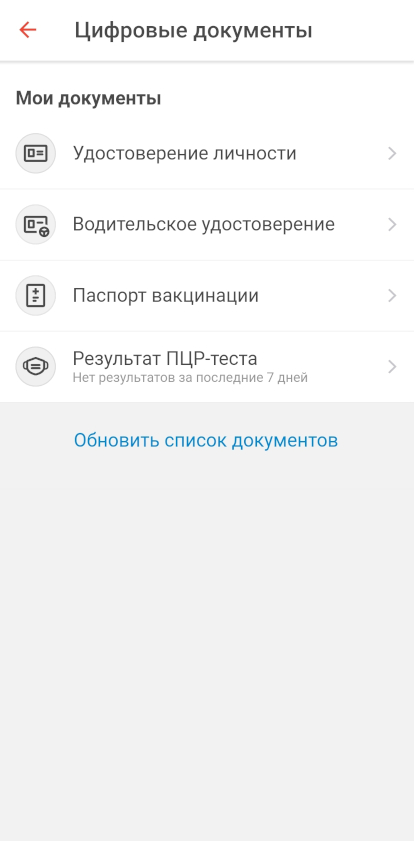 Цифровые документы
Мои документы
Удостоверение личности
Водительское удостоверение
Паспорт вакцинации
Результат ПЦР-теста
Нет результатов за последние 7 дней
Обновить список документов